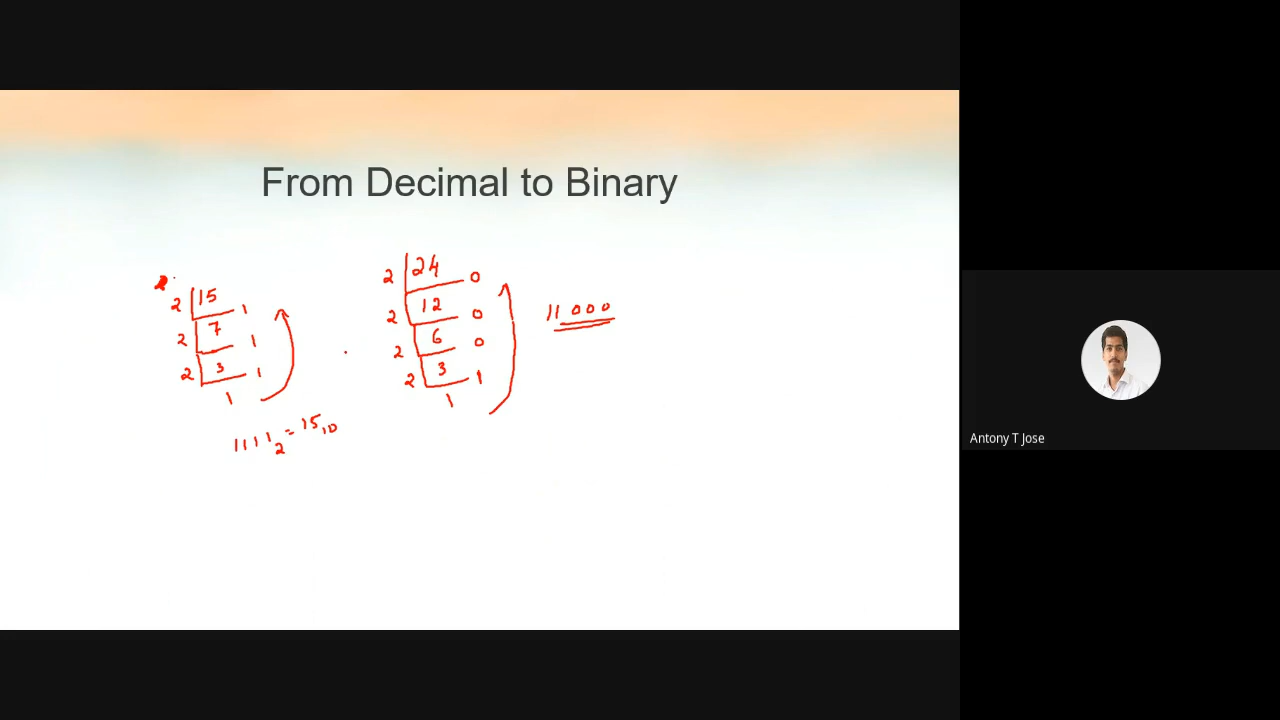 From Decimal to Binary
2 15 1
2 7 1
2 3 1
1
1111₂ = 15₁₀
2 24 0
2 12 0
2 6 0
2 3 1
1
11000
Antony T Jose